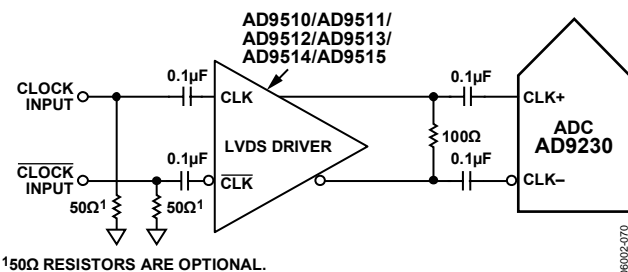 AD9510/AD9511/
AD9512/AD9513/
AD9514/AD9515
CLOCK
INPUT
0.1µF
CLK
CLOCK
INPUT
0.1µF
CLK
50Ω1
50Ω1
LVDS DRIVER
100Ω
0.1µF
0.1µF
CLK+
CLK–
ADC
AD9230
150Ω RESISTORS ARE OPTIONAL.
06002-070